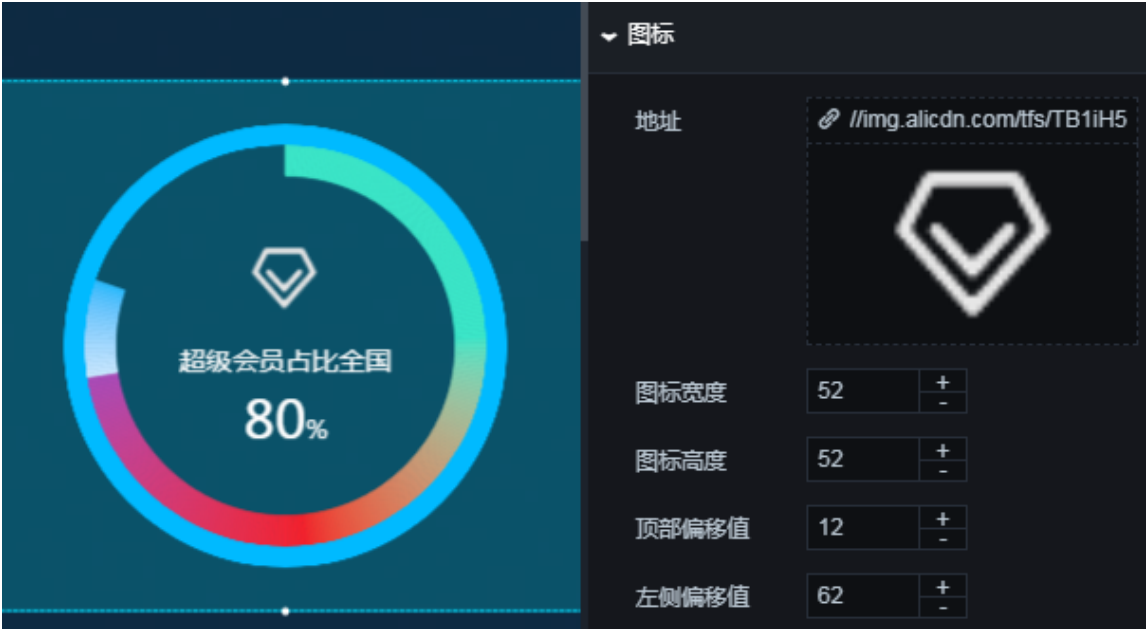 超级会员占比全国
80%
图标
地址
//img.alicdn.com/tfs/TB1iH5
图标宽度
52
+
-
图标高度
52
+
-
顶部偏移值
12
+
-
左侧偏移值
62
+
-